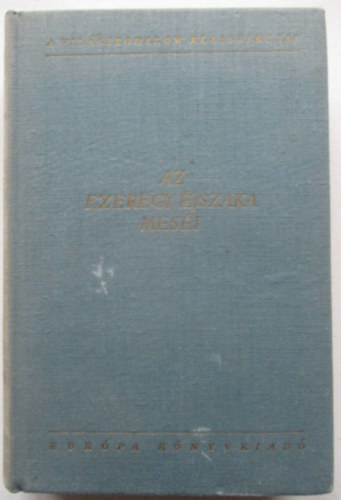 A VILÁGIRODALOM KLASSZIKUSAI
AZ
EZEREGY ÉJSZAKA
MESÉI
EURÓPA KÖNYVKIADÓ